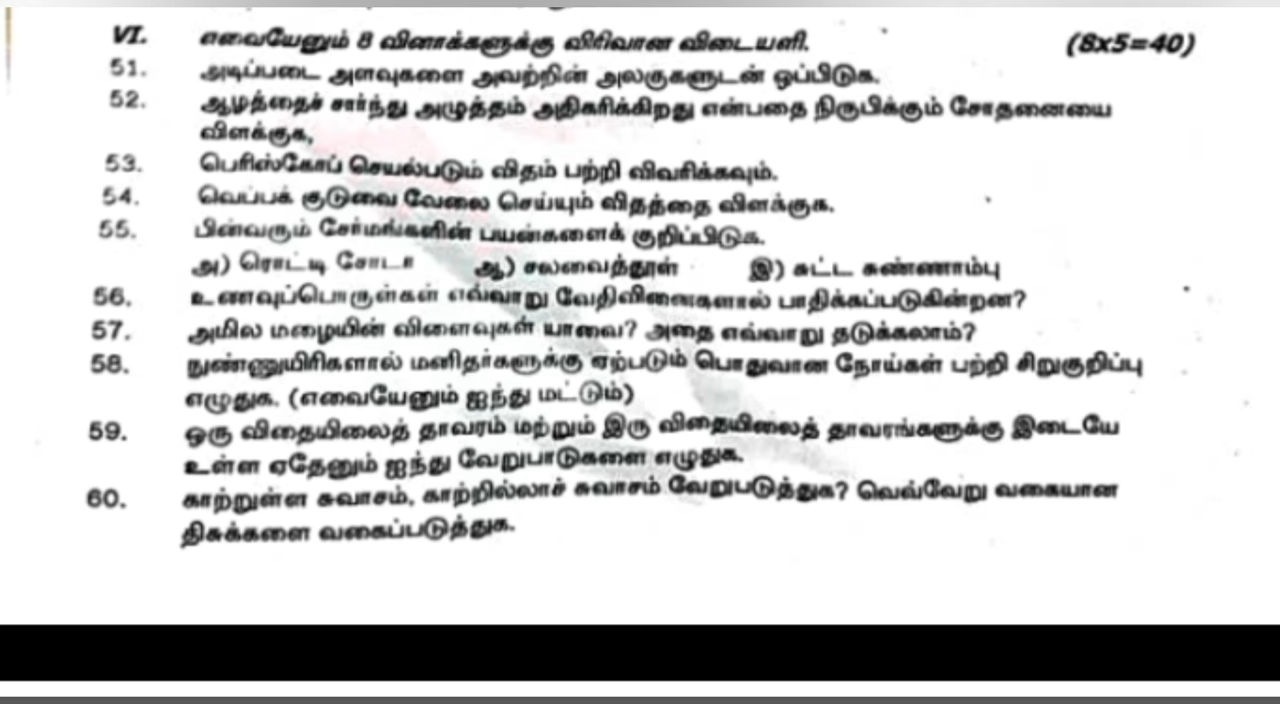 VI. எவையேனும் 8 வினாக்களுக்கு விரிவான விடையளி. (8x5=40)
51. அடிப்படை அளவுகளை அவற்றின் அலகுகளுடன் ஒப்பிடுக.
52. ஆழத்தைச் சார்ந்து அழுத்தம் அதிகரிக்கிறது என்பதை நிருபிக்கும் சோதனையை
விளக்குக,
53. பெரிஸ்கோப் செயல்படும் விதம் பற்றி விவரிக்கவும்.
54. வெப்பக் குடுவை வேலை செய்யும் விதத்தை விளக்குக.
55. பின்வரும் சேர்மங்களின் பயன்களைக் குறிப்பிடுக.
அ) ரொட்டி சோடா ஆ) சலவைத்தூள் இ) சுட்ட சுண்ணாம்பு
56. உணவுப்பொருள்கள் எவ்வாறு வேதிவினைகளால் பாதிக்கப்படுகின்றன?
57. அமில மழையின் விளைவுகள் யாவை? அதை எவ்வாறு தடுக்கலாம்?
58. நுண்ணுயிரிகளால் மனிதர்களுக்கு ஏற்படும் பொதுவான நோய்கள் பற்றி சிறுகுறிப்பு
எழுதுக. (எவையேனும் ஐந்து மட்டும்)
59. ஒரு விதையிலைத் தாவரம் மற்றும் இரு விதையிலைத் தாவரங்களுக்கு இடையே
உள்ள ஏதேனும் ஐந்து வேறுபாடுகளை எழுதுக.
60. காற்றுள்ள சுவாசம், காற்றில்லாச் சுவாசம் வேறுபடுத்துக? வெவ்வேறு வகையான
திசுக்களை வகைப்படுத்துக.